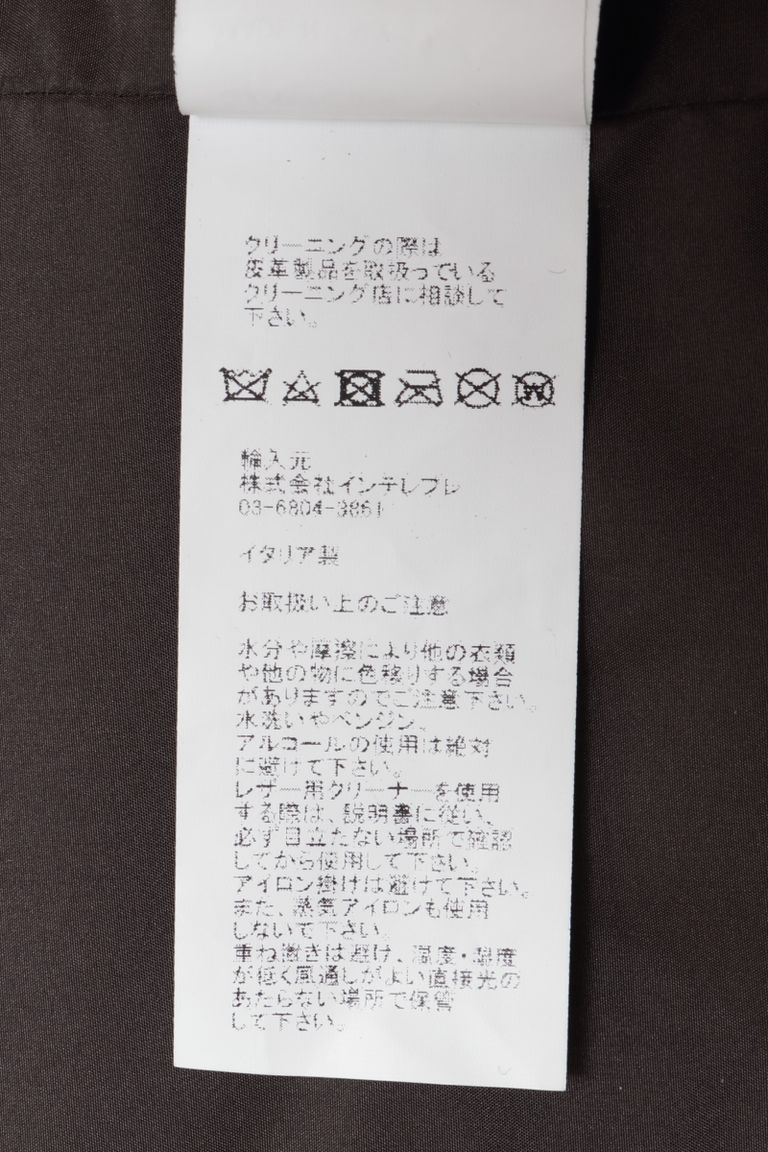 クリーニングの際は
皮革製品を取扱っている
クリーニング店に相談して
下さい。
輸入元
株式会社インテレプレ
03-6804-3861
イタリア製
お取扱い上のご注意
水分や摩擦により他の衣類
や他の物に色移りする場合
がありますのでご注意下さい。
水洗いやベンジン、
アルコールの使用は絶対
に避けて下さい。
レザー用クリーナーを使用
する際は、説明書に従い、
必ず目立たない場所で確認
してから使用して下さい。
アイロン掛けは避けて下さい。
また、蒸気アイロンも使用
しないで下さい。
重ね置きは避け、温度・湿度
が低く風通しがよい直接光の
あたらない場所で保管
して下さい。